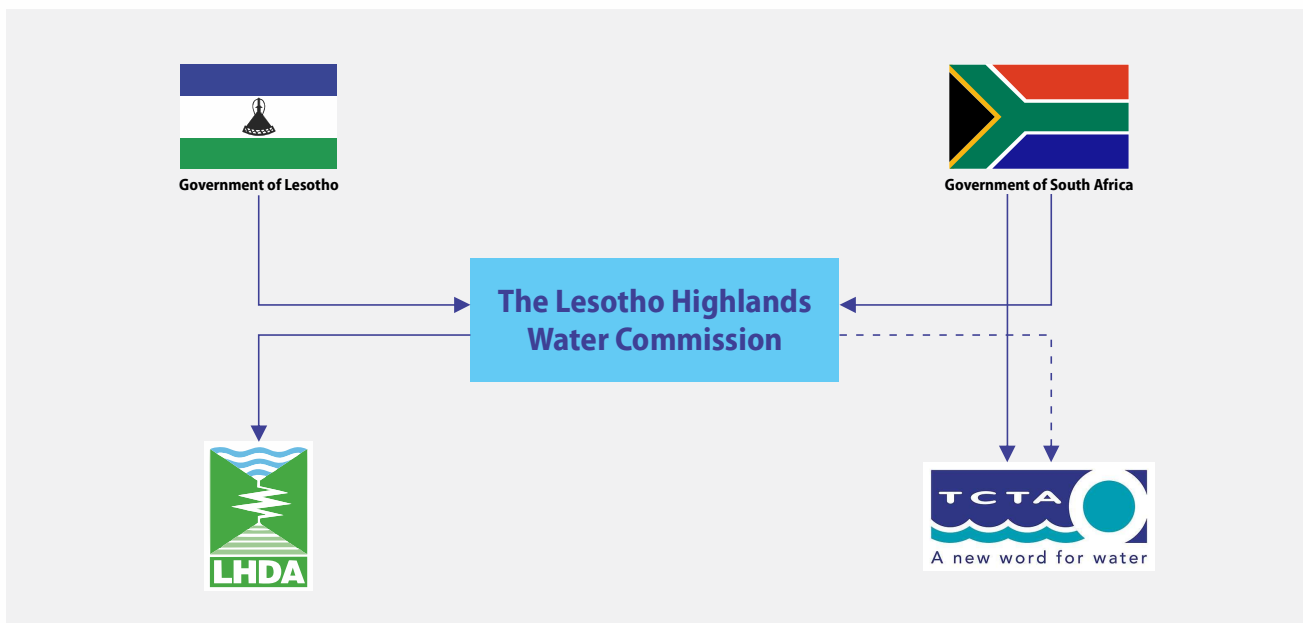 Government of Lesotho
Government of South Africa
The Lesotho Highlands
Water Commission
LHDA
TCTA
A new word for water